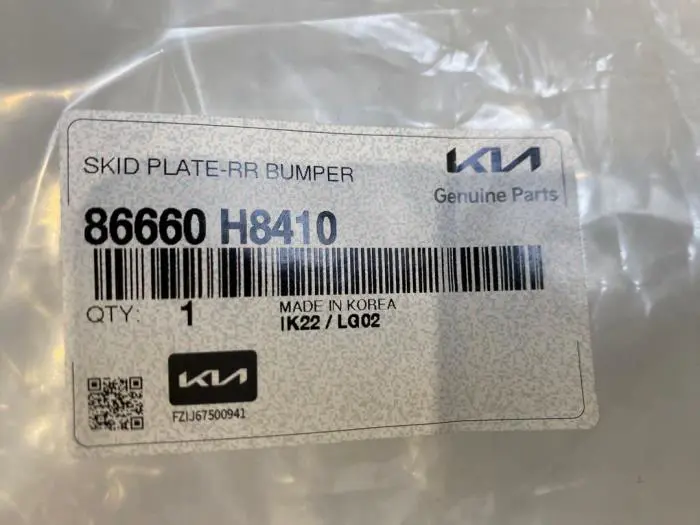 SKID PLATE-RR BUMPER
KIA
Genuine Parts
86660 H8410
QTY: 1
MADE IN KOREA
IK22 / LG02
KIA
FZIJ67500941